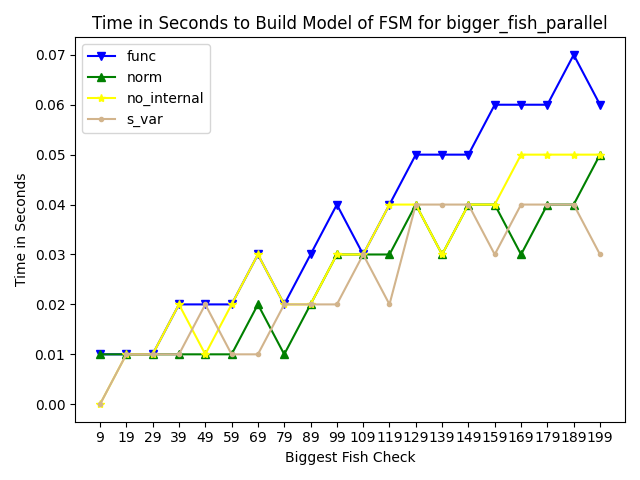 Time in Seconds to Build Model of FSM for bigger_fish_parallel
func
norm
no_internal
s_var
Time in Seconds
0.07
0.06
0.05
0.04
0.03
0.02
0.01
0.00
9 19 29 39 49 59 69 79 89 99 109 119 129 139 149 159 169 179 189 199
Biggest Fish Check